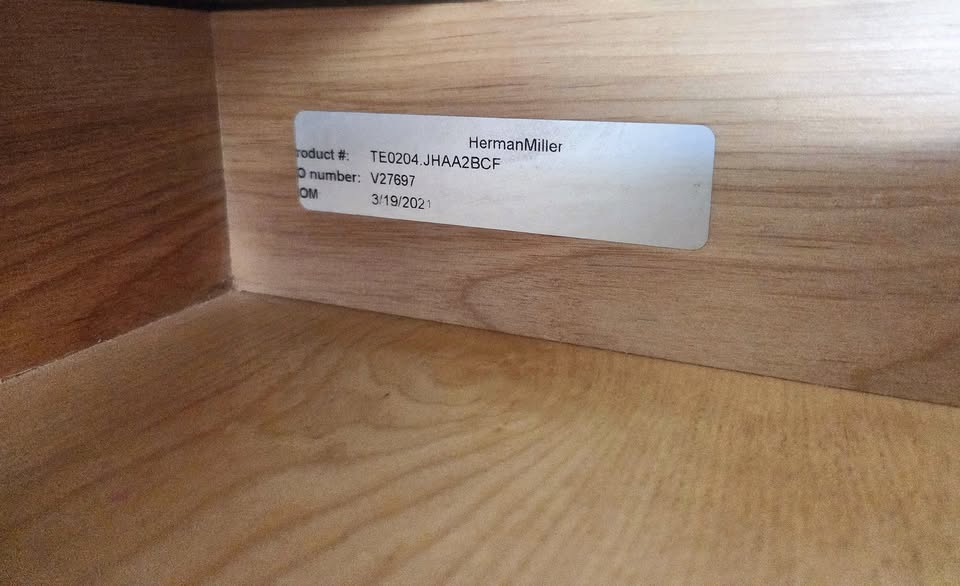 HermanMiller
roduct #: TE0204.JHAA2BCF
O number: V27697
OM 3/19/2021